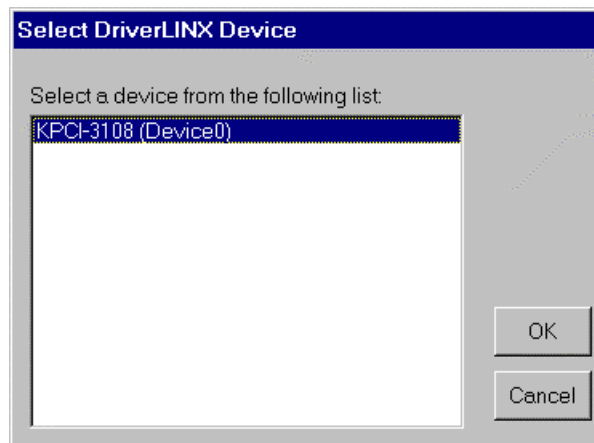 Select DriverLINX Device
Select a device from the following list:
KPCI-3108 (Device0)
OK
Cancel